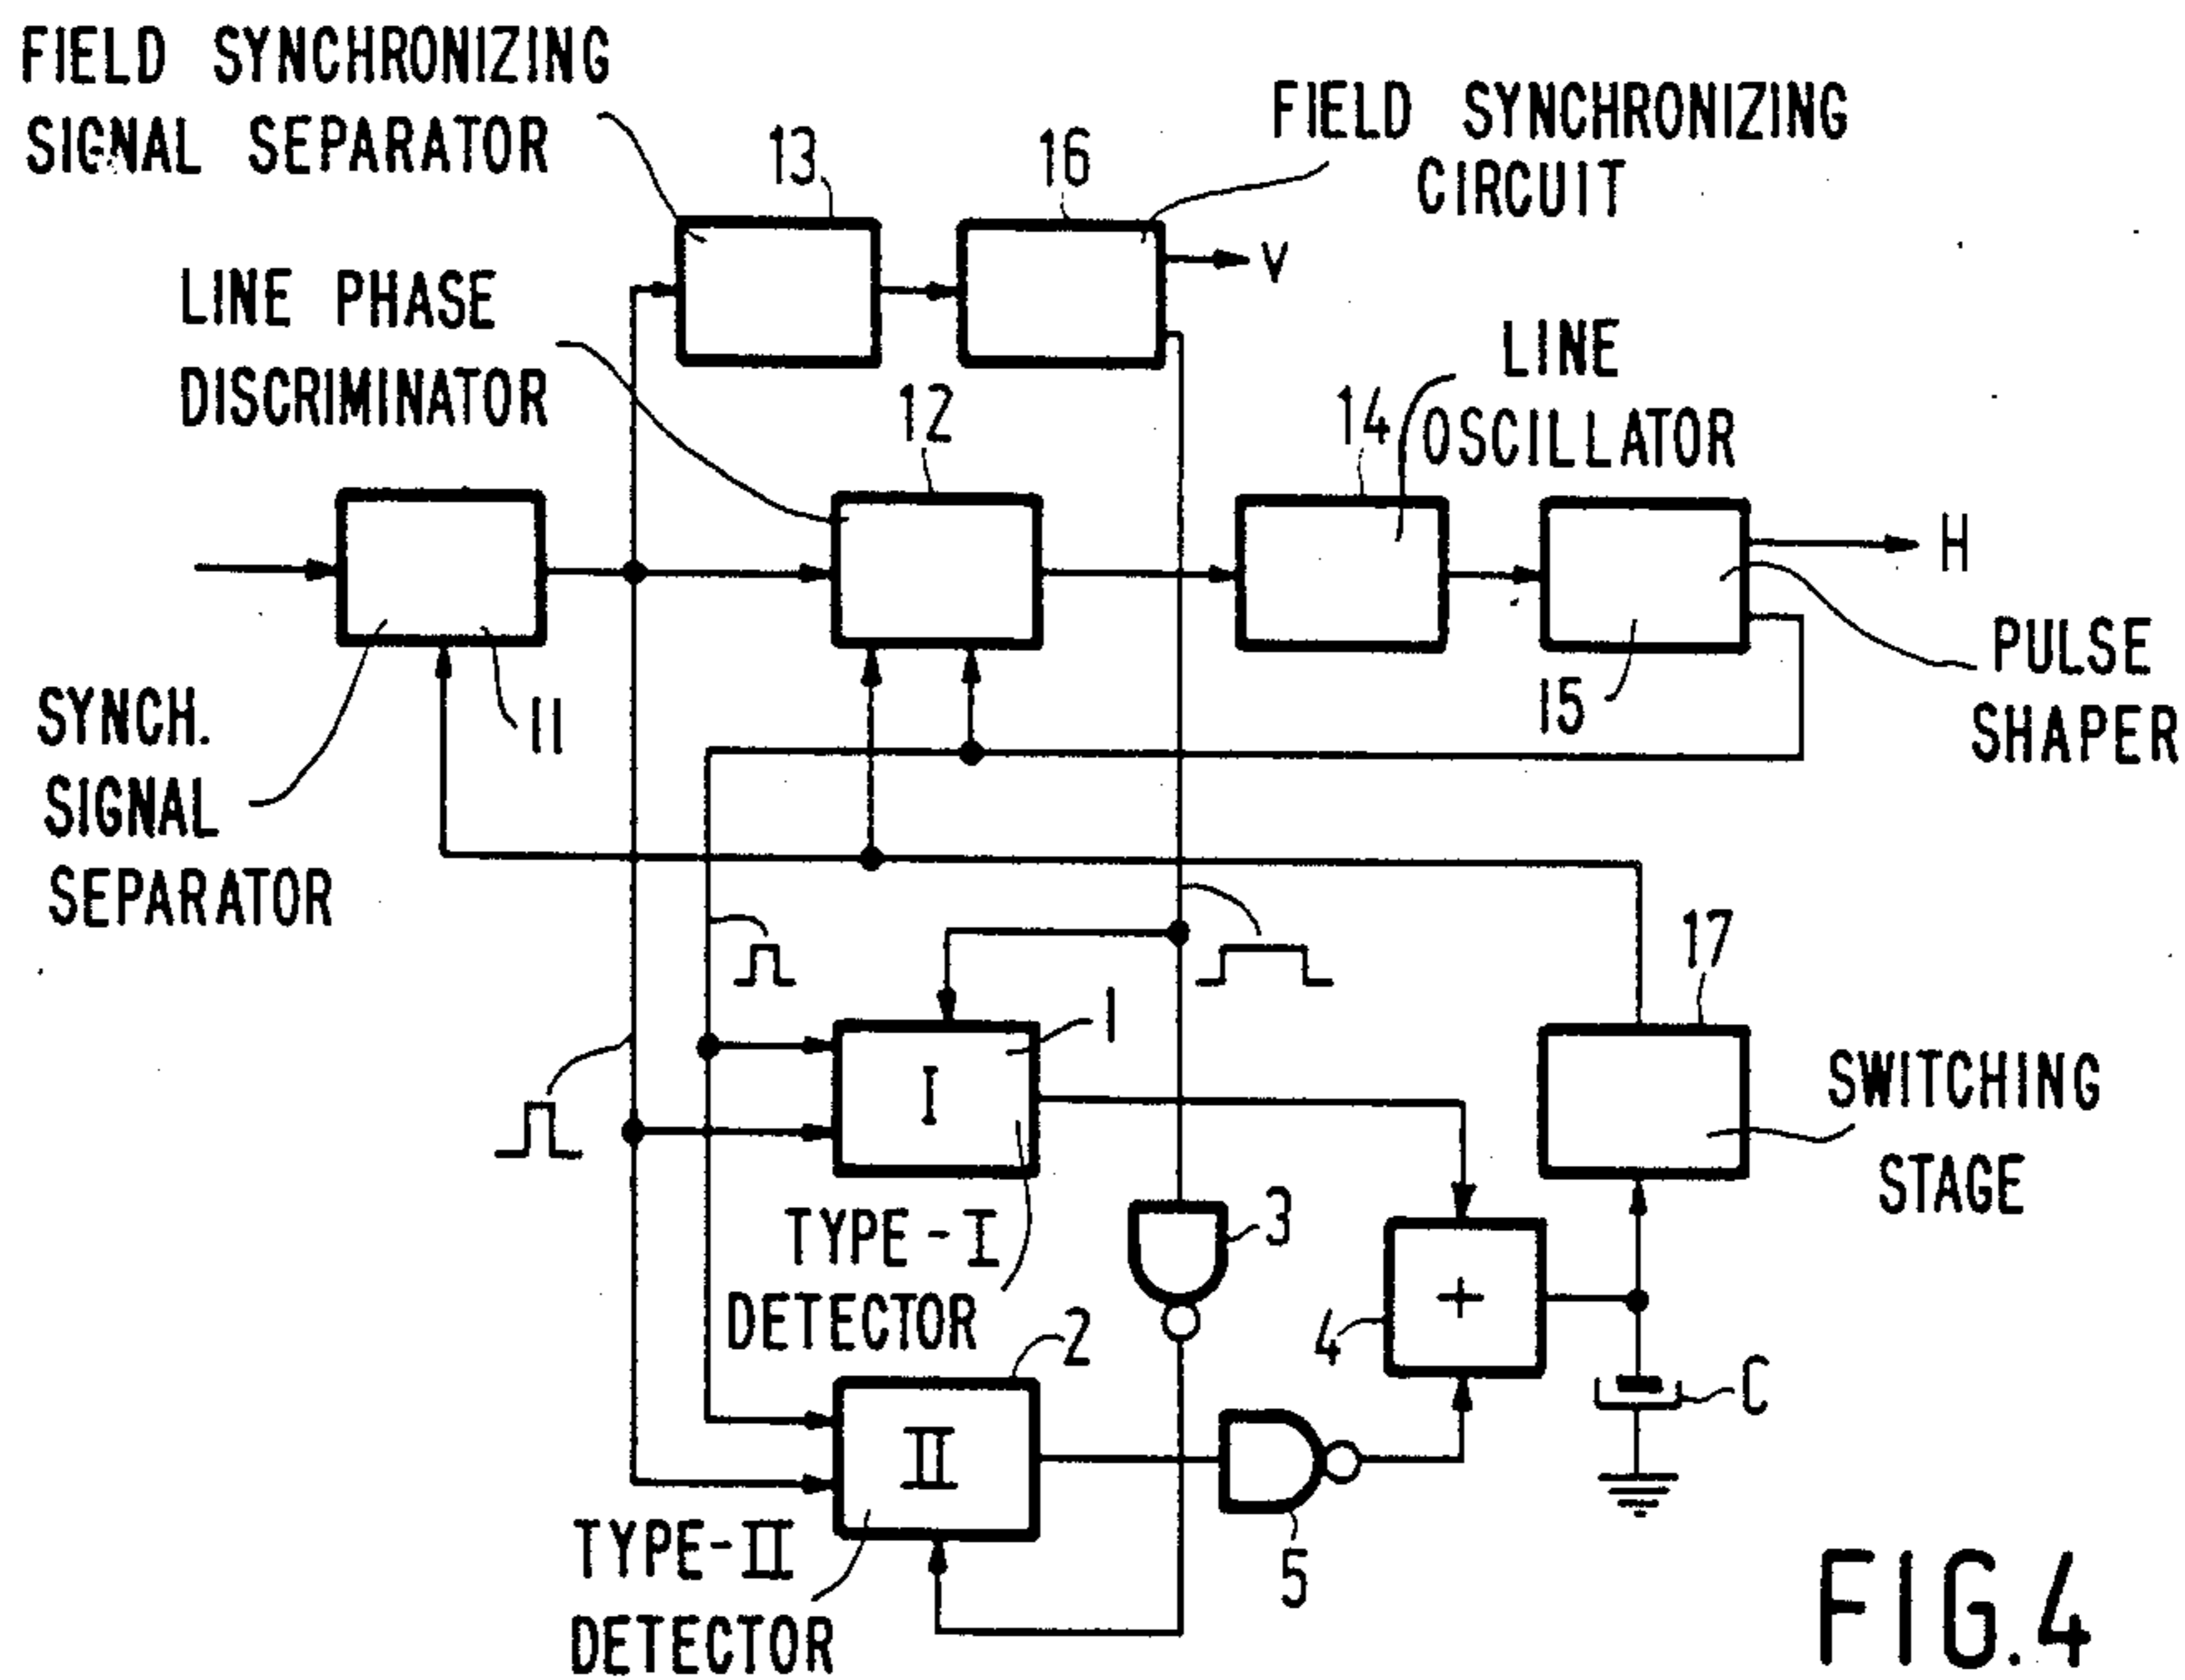 FIELD SYNCHRONIZING
SIGNAL SEPARATOR
13
16
FIELD SYNCHRONIZING
CIRCUIT
V
LINE PHASE
DISCRIMINATOR
12
14
LINE
OSCILLATOR
H
11
15
PULSE
SHAPER
SYNCH.
SIGNAL
SEPARATOR
17
1
I
SWITCHING
STAGE
TYPE-I
DETECTOR
3
4
+
2
II
C
5
TYPE-II
DETECTOR
FIG.4